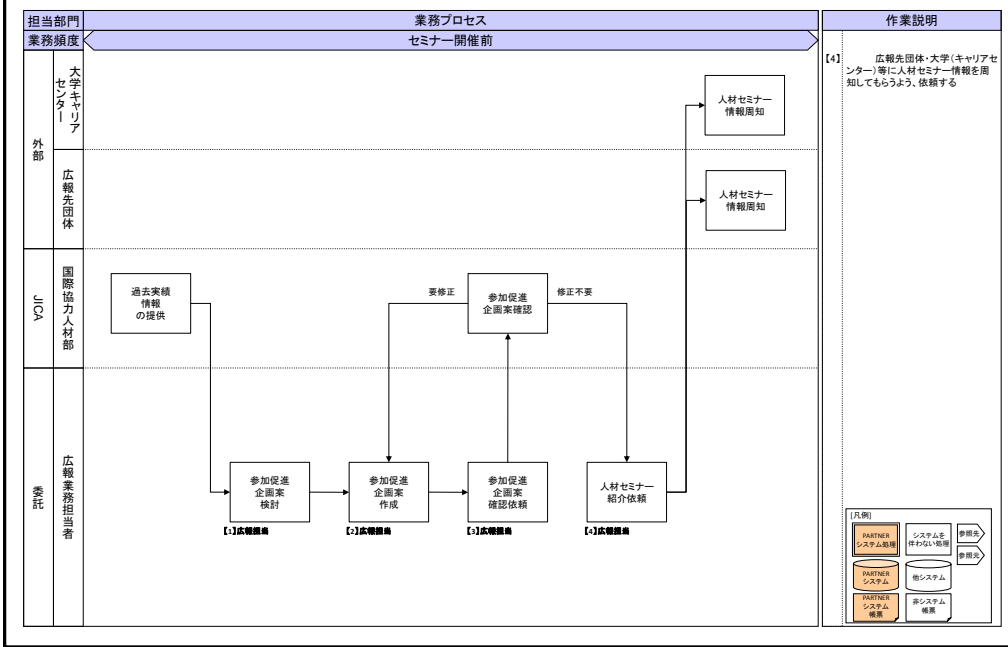 担当部門
業務プロセス
作業説明
業務頻度
セミナー開催前
外部
大学キャリア
センター
人材セミナー
情報周知
広報先団体
人材セミナー
情報周知
JICA
国際協力人材部
過去実績
情報
の提供
要修正
参加促進
企画案確認
修正不要
委託
広報業務担当者
参加促進
企画案
検討
【1】広報担当
参加促進
企画案
作成
【2】広報担当
参加促進
企画案
確認依頼
【3】広報担当
人材セミナー
紹介依頼
【4】広報担当
【4】 広報先団体・大学(キャリアセ
ンター)等に人材セミナー情報を周
知してもらうよう、依頼する
[凡例]
PARTNER
システム処理
システムを
伴わない処理
参照先
参照元
PARTNER
システム
他システム
PARTNER
システム
帳票
非システム
帳票